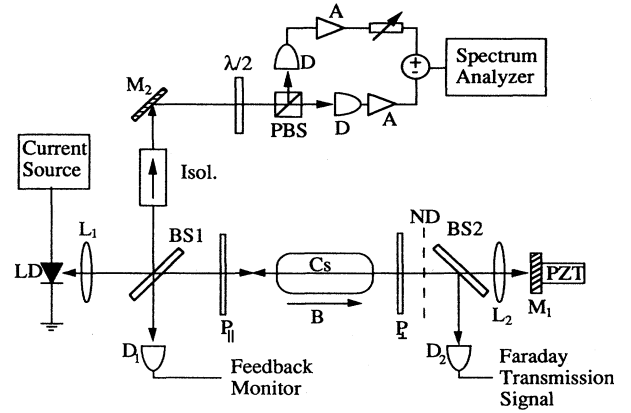 A
D
λ/2
M2
PBS
D
A
±
Spectrum
Analyzer
Current
Source
Isol.
L1
BS1
LD
ND
BS2
Cs
B
P||
P⊥
L2
PZT
M1
D1
Feedback
Monitor
D2
Faraday
Transmission
Signal